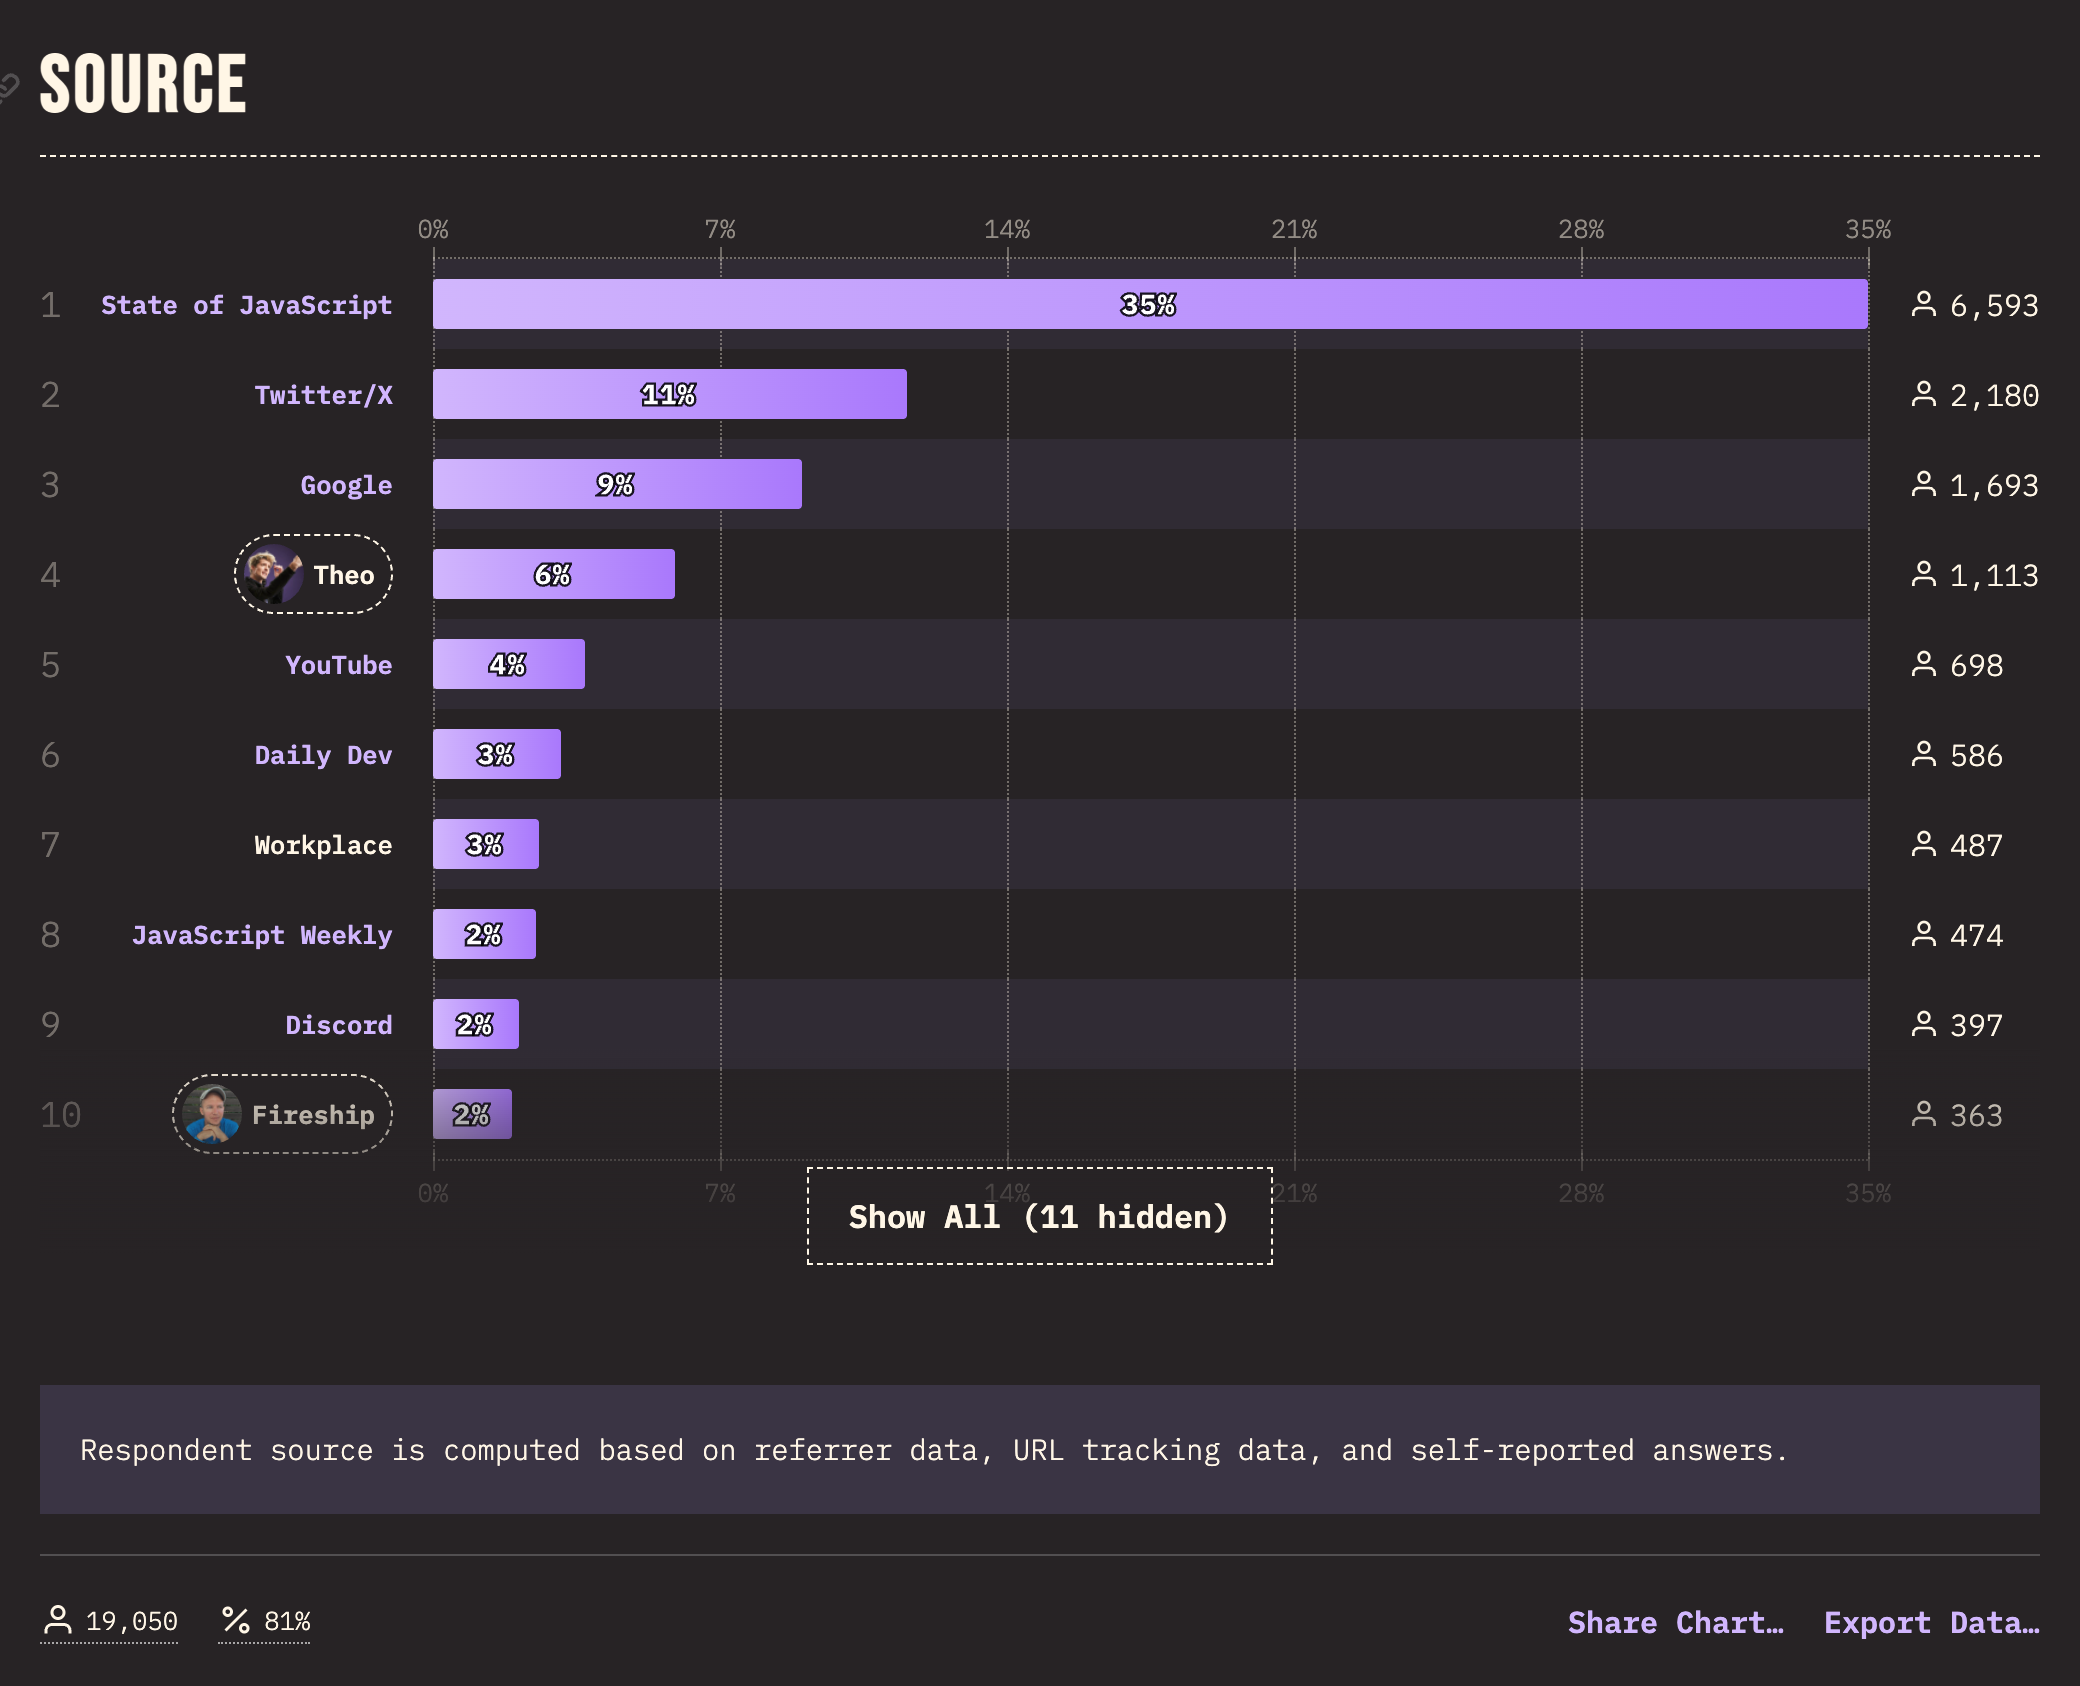 SOURCE
0% 7% 14% 21% 28% 35%
1 State of JavaScript 35% 6,593
2 Twitter/X 11% 2,180
3 Google 9% 1,693
4 Theo 6% 1,113
5 YouTube 4% 698
6 Daily Dev 3% 586
7 Workplace 3% 487
8 JavaScript Weekly 2% 474
9 Discord 2% 397
10 Fireship 2% 363
0% 7% 14% 21% 28% 35%
Show All (11 hidden)
Respondent source is computed based on referrer data, URL tracking data, and self-reported answers.
19,050 % 81% Share Chart… Export Data…